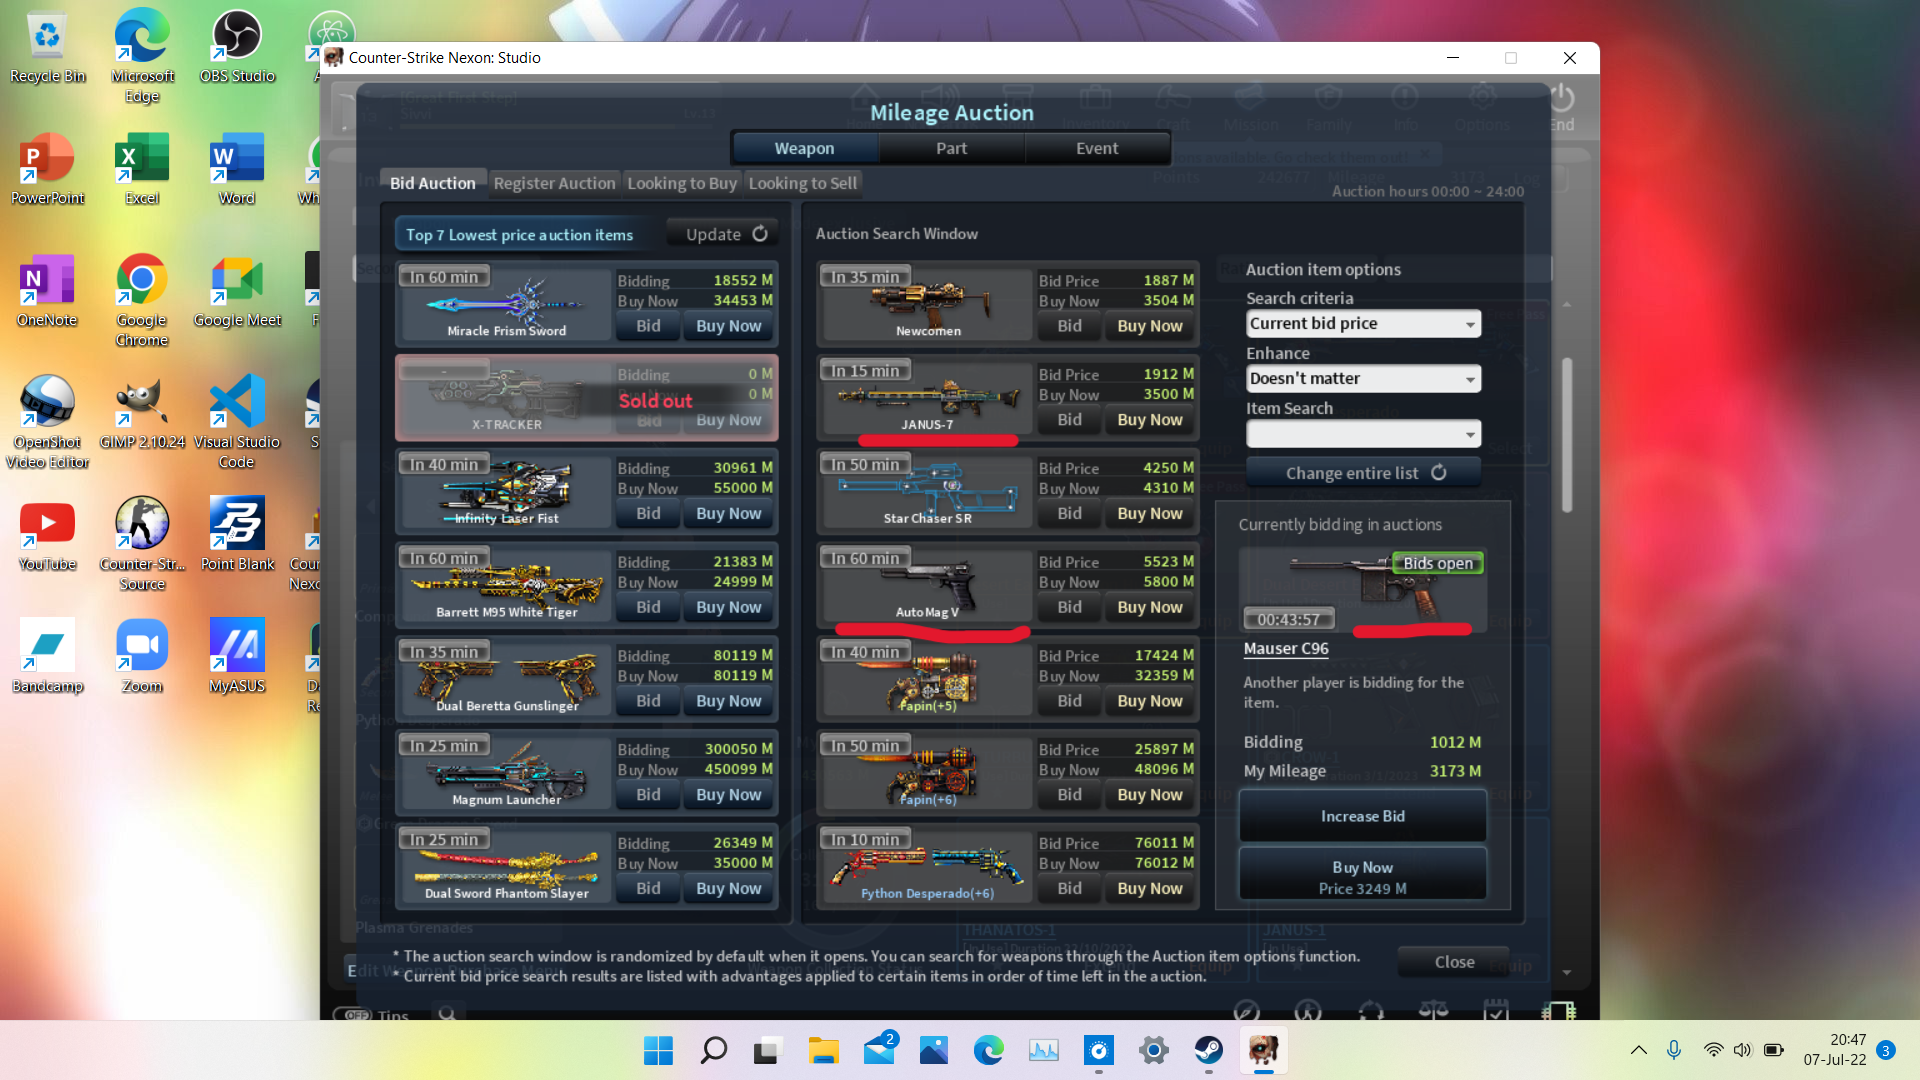 Recycle Bin
Microsoft Edge
OBS Studio
PowerPoint
Excel
Word
OneNote
Google Chrome
Google Meet
OpenShot Video Editor
GIMP 2.10.24
Visual Studio Code
YouTube
Counter-Str... Source
Point Blank
Bandcamp
Zoom
MyASUS
Counter-Strike Nexon: Studio
Mileage Auction
Weapon
Part
Event
Bid Auction
Register Auction
Looking to Buy
Looking to Sell
Auction hours 00:00 ~ 24:00
End
Top 7 Lowest price auction items
Update
In 60 min
Bidding 18552 M
Buy Now 34453 M
Miracle Prism Sword
Bid Buy Now
Bidding 0 M
0 M
Sold out
X-TRACKER
Bid Buy Now
In 40 min
Bidding 30961 M
Buy Now 55000 M
Infinity Laser Fist
Bid Buy Now
In 60 min
Bidding 21383 M
Buy Now 24999 M
Barrett M95 White Tiger
Bid Buy Now
In 35 min
Bidding 80119 M
Buy Now 80119 M
Dual Beretta Gunslinger
Bid Buy Now
In 25 min
Bidding 300050 M
Buy Now 450099 M
Magnum Launcher
Bid Buy Now
In 25 min
Bidding 26349 M
Buy Now 35000 M
Dual Sword Phantom Slayer
Bid Buy Now
Auction Search Window
In 35 min
Bid Price 1887 M
Buy Now 3504 M
Newcomen
Bid Buy Now
In 15 min
Bid Price 1912 M
Buy Now 3500 M
JANUS-7
Bid Buy Now
In 50 min
Bid Price 4250 M
Buy Now 4310 M
Star Chaser SR
Bid Buy Now
In 60 min
Bid Price 5523 M
Buy Now 5800 M
AutoMag V
Bid Buy Now
In 40 min
Bid Price 17424 M
Buy Now 32359 M
Fapin(+5)
Bid Buy Now
In 50 min
Bid Price 25897 M
Buy Now 48096 M
Fapin(+6)
Bid Buy Now
In 10 min
Bid Price 76011 M
Buy Now 76012 M
Python Desperado(+6)
Bid Buy Now
Auction item options
Search criteria
Current bid price
Enhance
Doesn't matter
Item Search
Change entire list
Currently bidding in auctions
Bids open
00:43:57
Mauser C96
Another player is bidding for the
item.
Bidding 1012 M
My Mileage 3173 M
Increase Bid
Buy Now
Price 3249 M
* The auction search window is randomized by default when it opens. You can search for weapons through the Auction item options function.
* Current bid price search results are listed with advantages applied to certain items in order of time left in the auction.
Close
Plasma Grenades
THANATOS-1
JANUS-1
OFF Tips
2
20:47
07-Jul-22
3